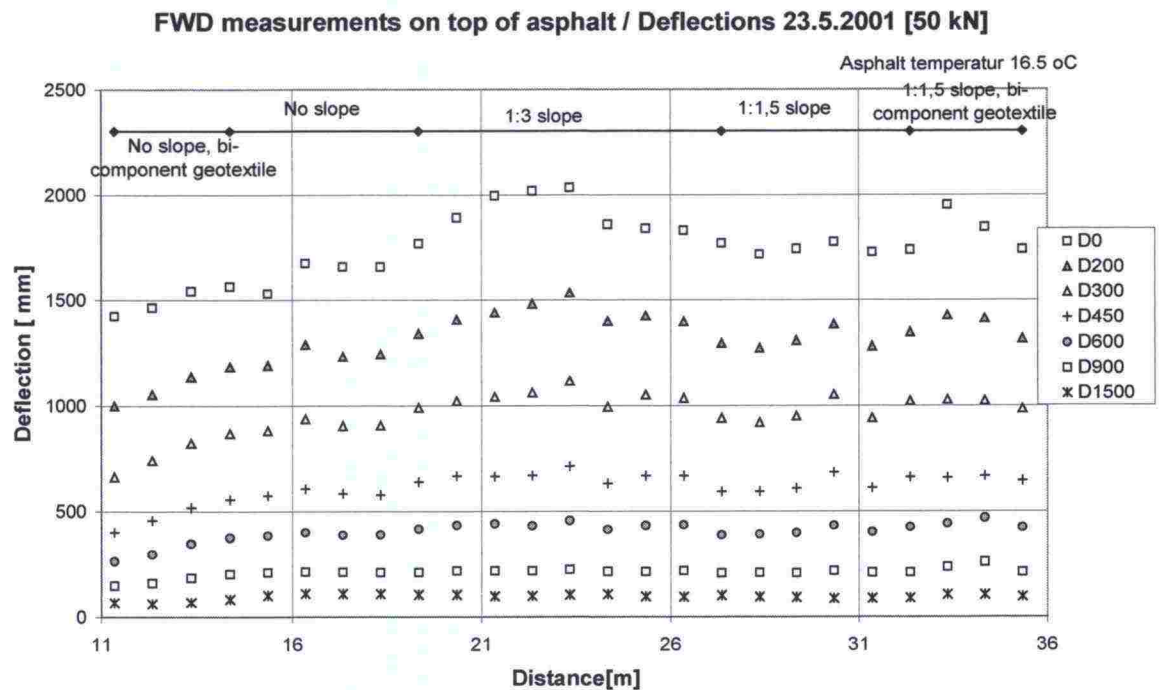 FWD measurements on top of asphalt / Deflections 23.5.2001 [50 kN]
Asphalt temperatur 16.5 oC
2500
No slope
1:3 slope
1:1,5 slope
1:1,5 slope, bi-
component geotextile
No slope, bi-
component geotextile
2000
1500
1000
500
0
Deflection [ mm]
11
16
21
26
31
36
Distance[m]
D0
D200
D300
D450
D600
D900
D1500